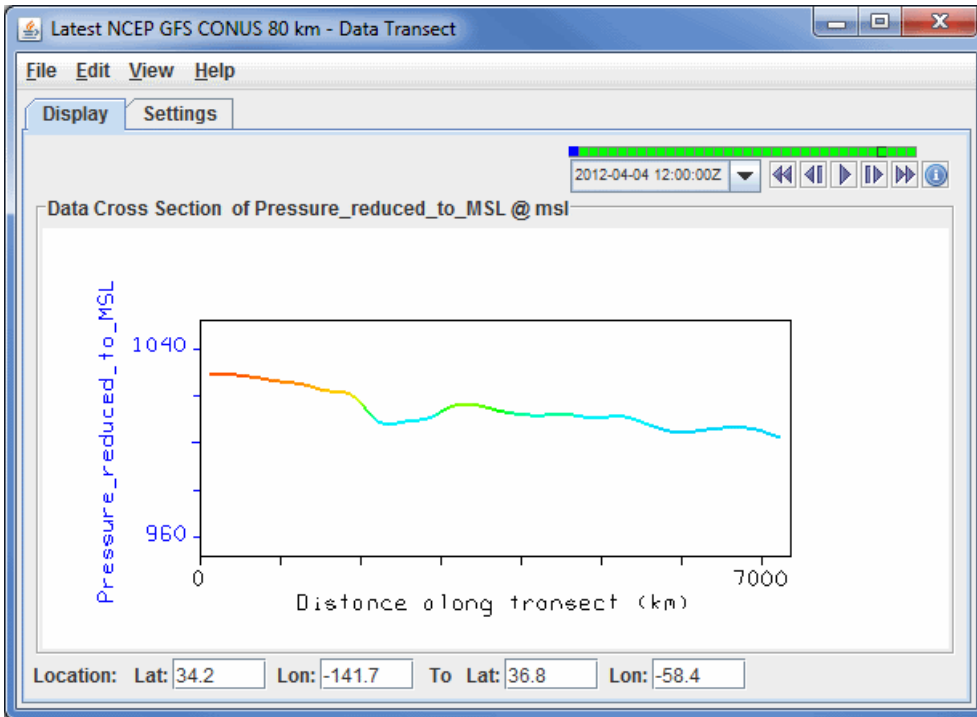 Latest NCEP GFS CONUS 80 km - Data Transect
File Edit View Help
Display Settings
2012-04-04 12:00:00Z
Data Cross Section of Pressure_reduced_to_MSL @ msl
Pressure_reduced_to_MSL
1040
960
0 7000
Distance along transect (km)
Location: Lat: 34.2 Lon: -141.7 To Lat: 36.8 Lon: -58.4